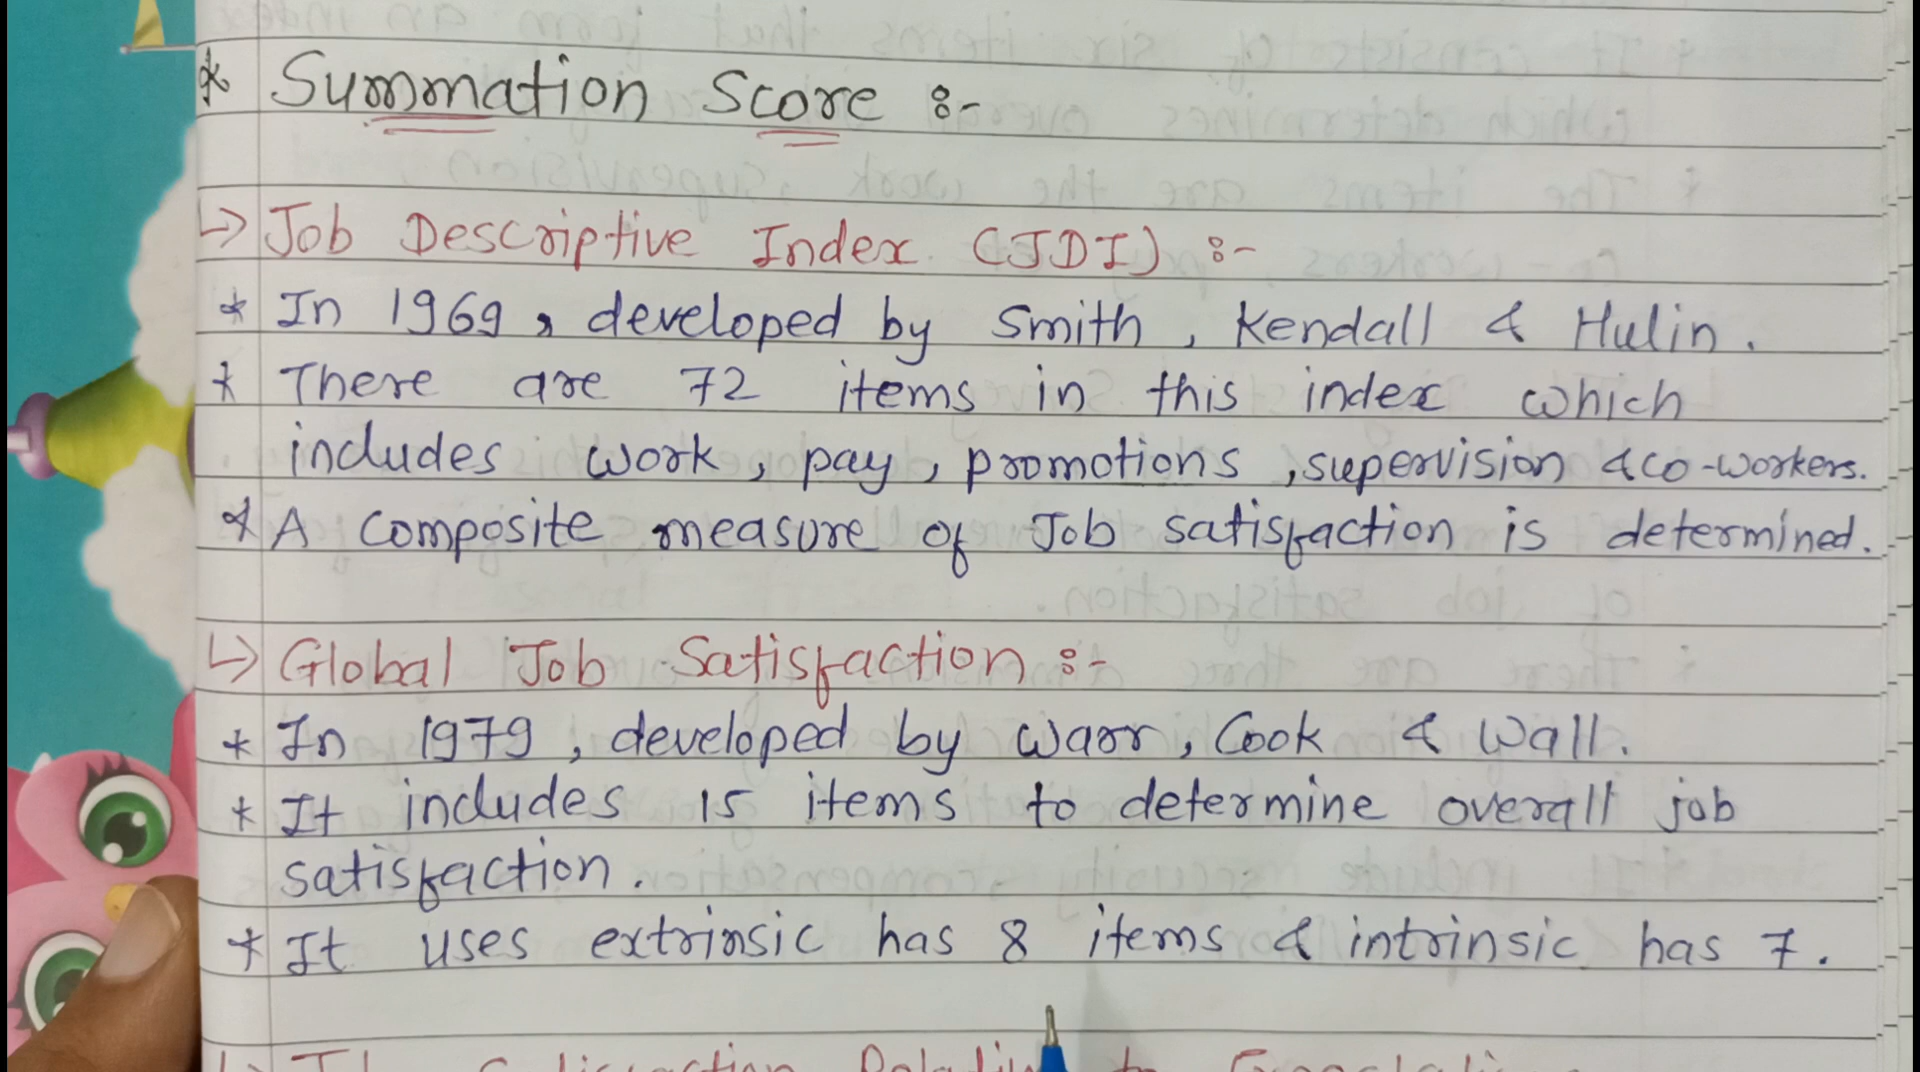 * Summation Score :-
↳ Job Descriptive Index (JDI) :-
* In 1969, developed by Smith, Kendall & Hulin.
* There are 72 items in this index which
includes work, pay, promotions, supervision & co-workers.
* A composite measure of Job satisfaction is determined.
↳ Global Job Satisfaction :-
* In 1979, developed by Warr, Cook & Wall.
* It includes 15 items to determine overall job
satisfaction.
* It uses extrinsic has 8 items & intrinsic has 7.